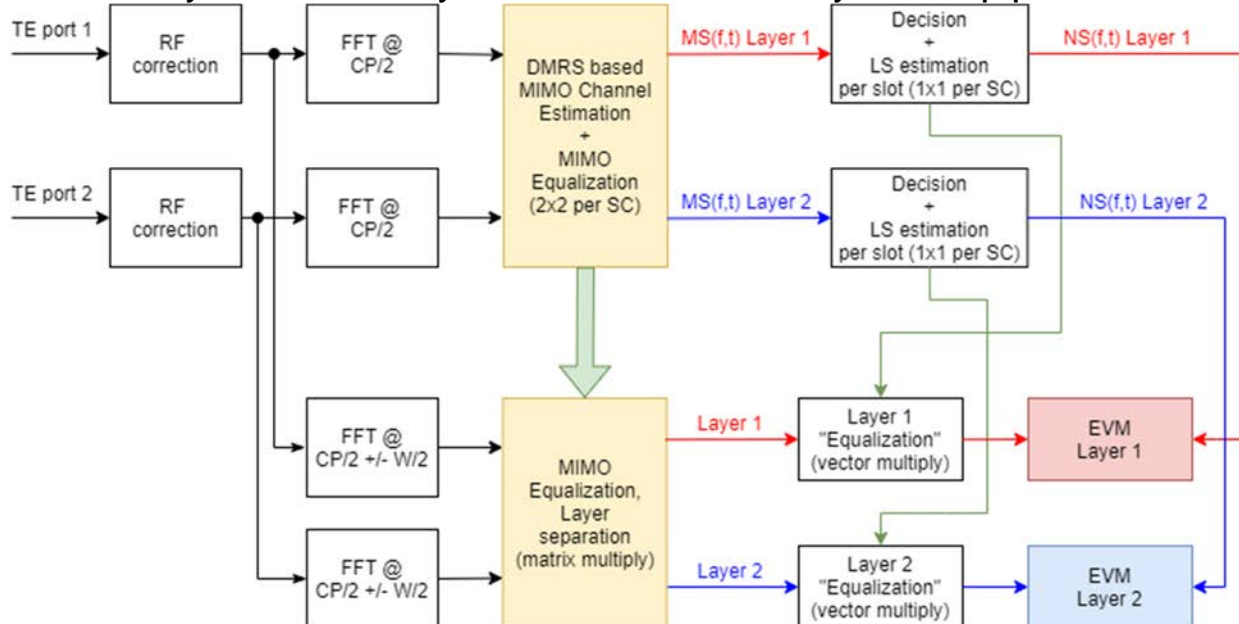 TE port 1
RF
correction
FFT @
CP/2
DMRS based
MIMO Channel
Estimation
+
MIMO
Equalization
(2x2 per SC)
MS(f,t) Layer 1
Decision
+
LS estimation
per slot (1x1 per SC)
NS(f,t) Layer 1
TE port 2
RF
correction
FFT @
CP/2
MS(f,t) Layer 2
Decision
+
LS estimation
per slot (1x1 per SC)
NS(f,t) Layer 2
FFT @
CP/2 +/- W/2
MIMO
Equalization,
Layer
separation
(matrix multiply)
Layer 1
Layer 1
"Equalization"
(vector multiply)
EVM
Layer 1
FFT @
CP/2 +/- W/2
Layer 2
Layer 2
"Equalization"
(vector multiply)
EVM
Layer 2